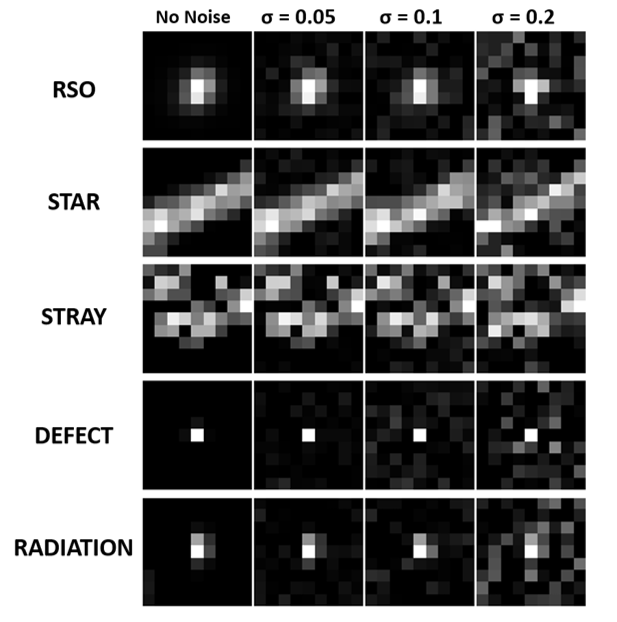 No Noise σ = 0.05 σ = 0.1 σ = 0.2
RSO
STAR
STRAY
DEFECT
RADIATION